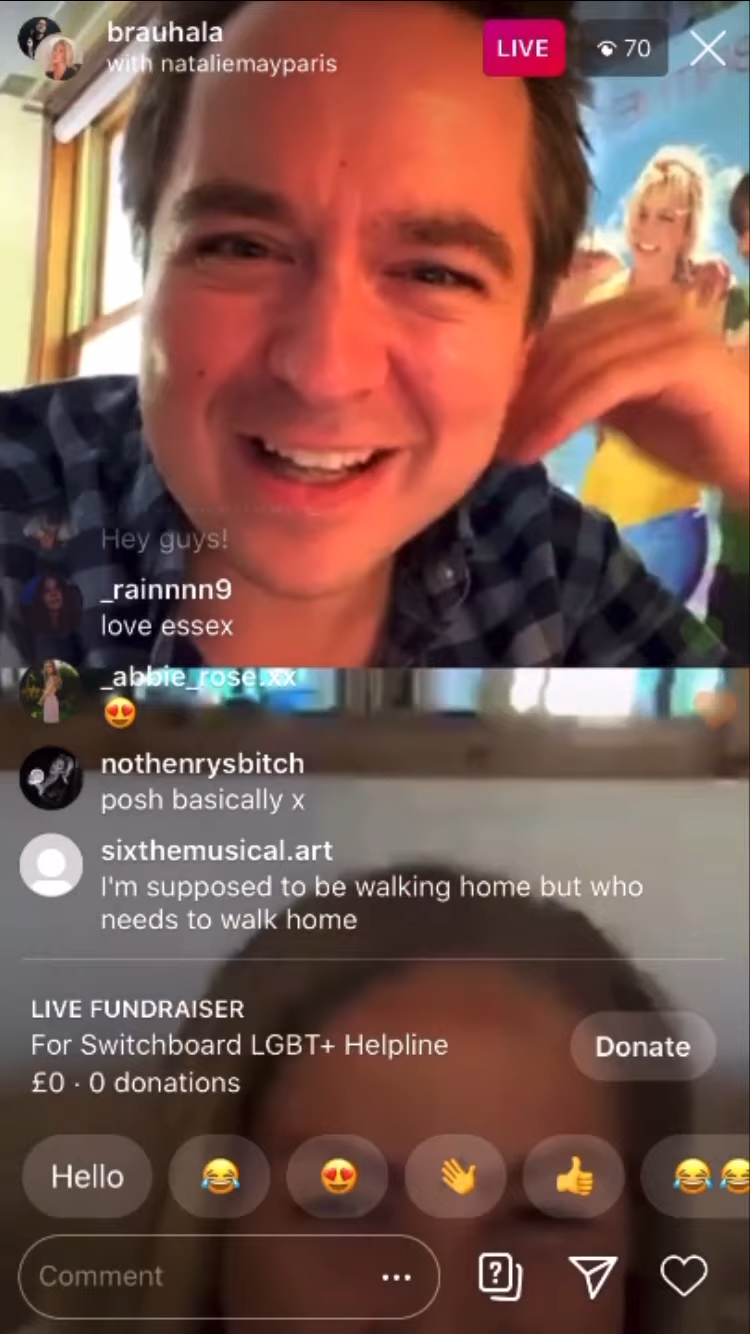 brauhala
with nataliemayparis
LIVE
70
Hey guys!
_rainnnn9
love essex
_abbie_rose.xx
😍
nothenrysbitch
posh basically x
sixthemusical.art
I'm supposed to be walking home but who
needs to walk home
LIVE FUNDRAISER
For Switchboard LGBT+ Helpline
£0 · 0 donations
Donate
Hello 😂 😍 👋 👍 😂😂
Comment